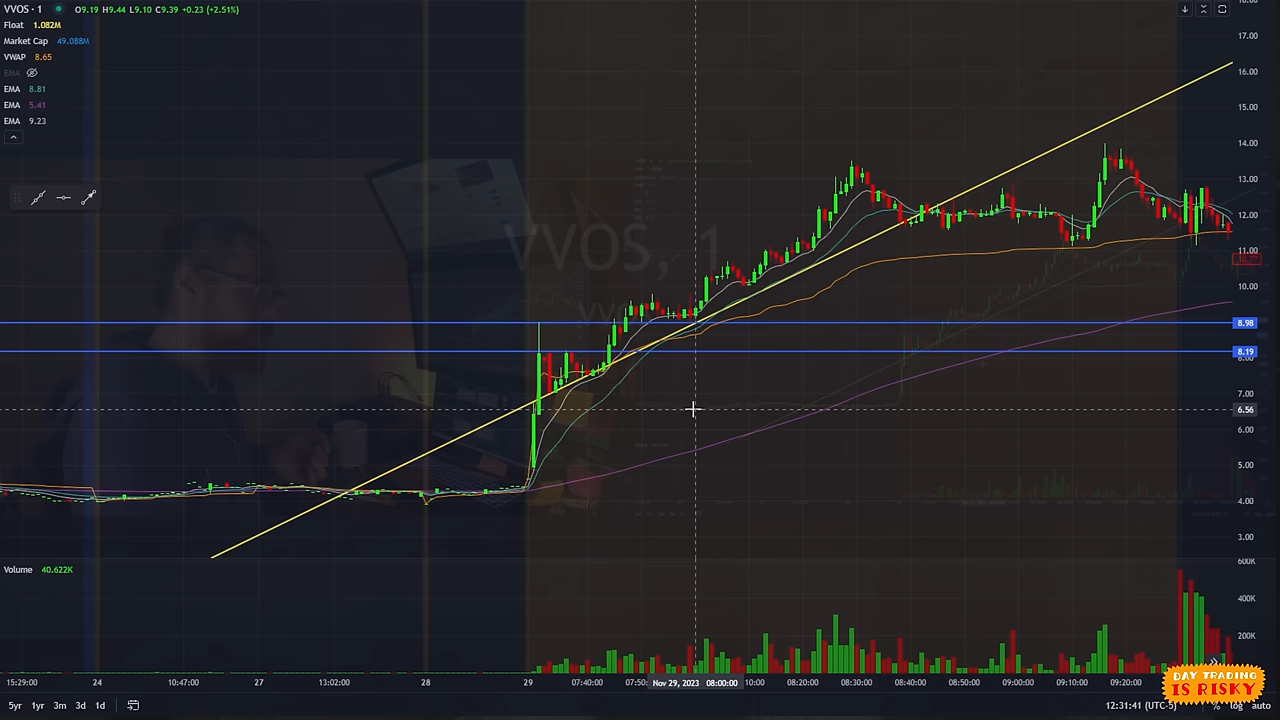 VVOS · 1 O9.19 H9.44 L9.10 C9.39 +0.23 (+2.51%)
Float 1.082M
Market Cap 49.088M
VWAP 8.65
EMA
EMA 8.81
EMA 5.41
EMA 9.23
VVOS, 1
18.00
17.00
16.00
15.00
14.00
13.00
12.00
11.00
10.00
8.98
8.19
8.00
7.00
6.56
6.00
5.00
4.00
3.00
Volume 40.622K
600K
400K
200K
15:29:00 24 10:47:00 27 13:02:00 28 29 07:40:00 07:50: Nov 29, 2023 08:00:00 10:00 08:20:00 08:30:00 08:40:00 08:50:00 09:00:00 09:10:00 09:20:00
DAY TRADING
IS RISKY
5yr 1yr 3m 3d 1d 12:31:41 (UTC-5) % log auto